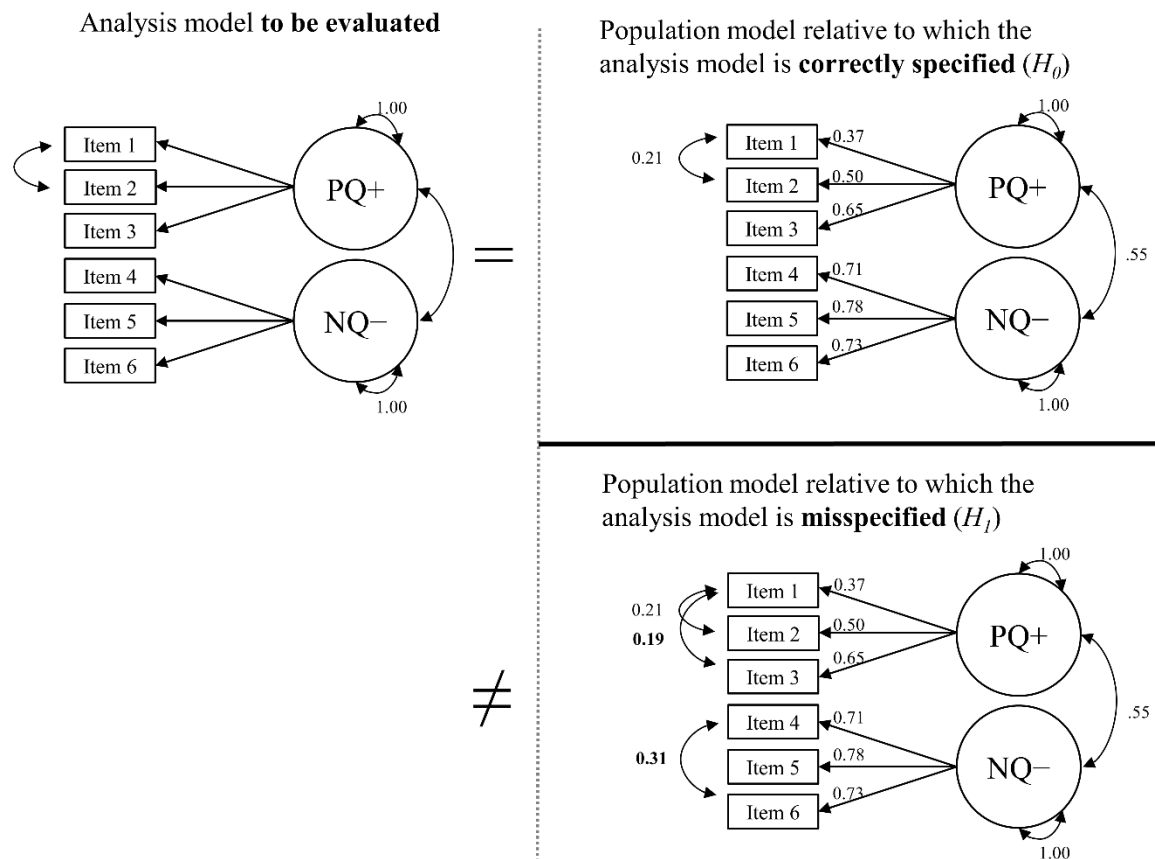 Analysis model to be evaluated
1.00
Item 1
Item 2
Item 3
PQ+
Item 4
Item 5
Item 6
NQ−
1.00
=
Population model relative to which the
analysis model is correctly specified (H0)
1.00
Item 1
0.37
0.21
Item 2
0.50
PQ+
Item 3
0.65
.55
Item 4
0.71
Item 5
0.78
NQ−
Item 6
0.73
1.00
≠
Population model relative to which the
analysis model is misspecified (H1)
1.00
Item 1
0.37
0.21
0.19
Item 2
0.50
PQ+
Item 3
0.65
.55
Item 4
0.71
0.31
Item 5
0.78
NQ−
Item 6
0.73
1.00